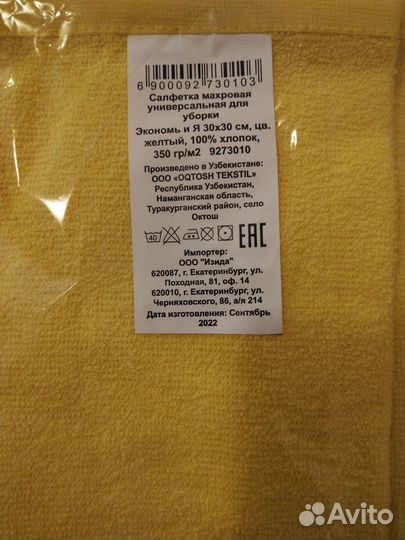 6 900092 730103
Салфетка махровая
универсальная для
уборки
Экономь и Я 30х30 см, цв.
желтый, 100% хлопок,
350 гр/м2 9273010
Произведено в Узбекистане:
ООО «OQTOSH TEKSTIL»
Республика Узбекистан,
Наманганская область,
Туракурганский район, село
Октош
40
EAC
Импортер:
ООО "Изида"
620087, г. Екатеринбург, ул.
Походная, 81, оф. 14
620010, г. Екатеринбург, ул.
Черняховского, 86, а/я 214
Дата изготовления: Сентябрь
2022
Avito